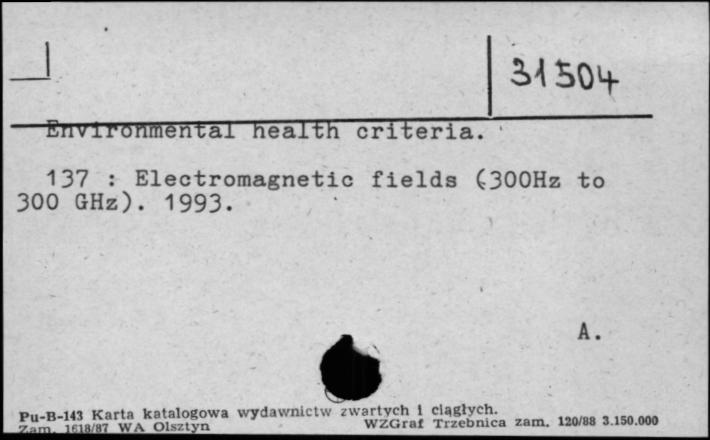 31504
Environmental health criteria.
137 : Electromagnetic fields (300Hz to
300 GHz). 1993.
A.
Pu-B-143 Karta katalogowa wydawnictw zwartych i ciągłych.
Zam. 1618/87 WA Olsztyn WZGraf Trzebnica zam. 120/88 3.150.000